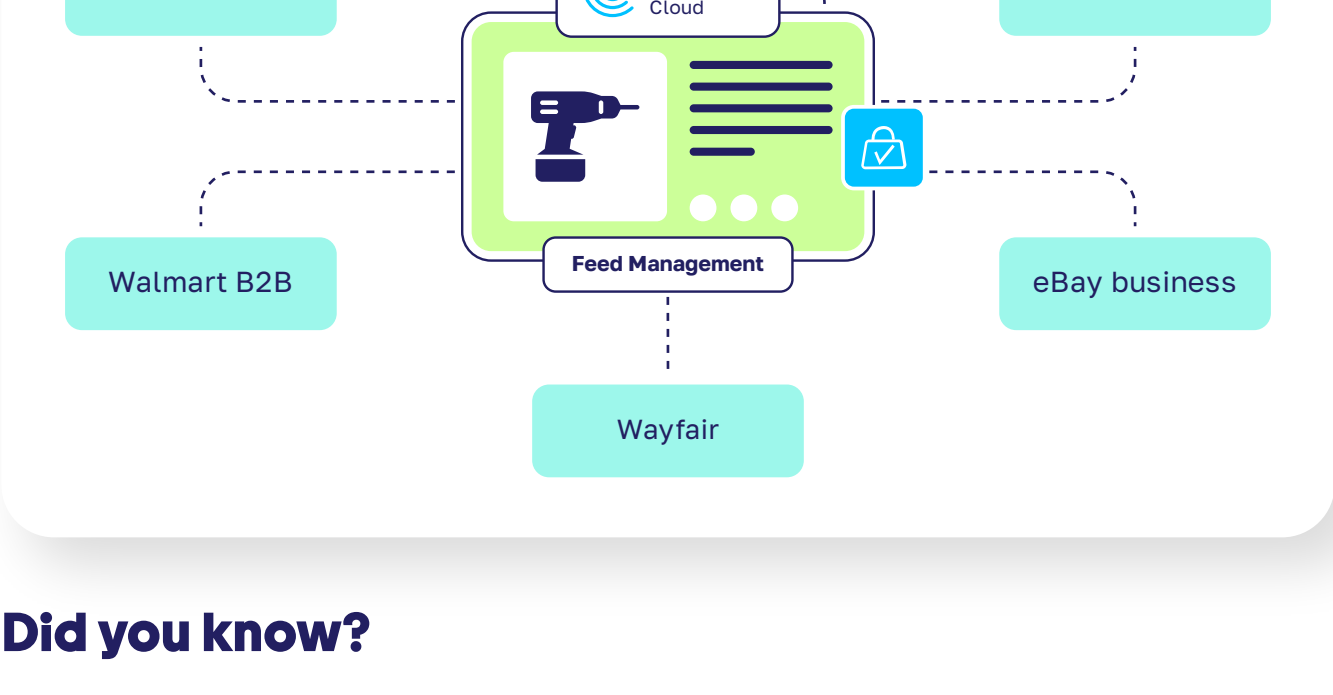 Cloud
Feed Management
Walmart B2B
eBay business
Wayfair
Did you know?